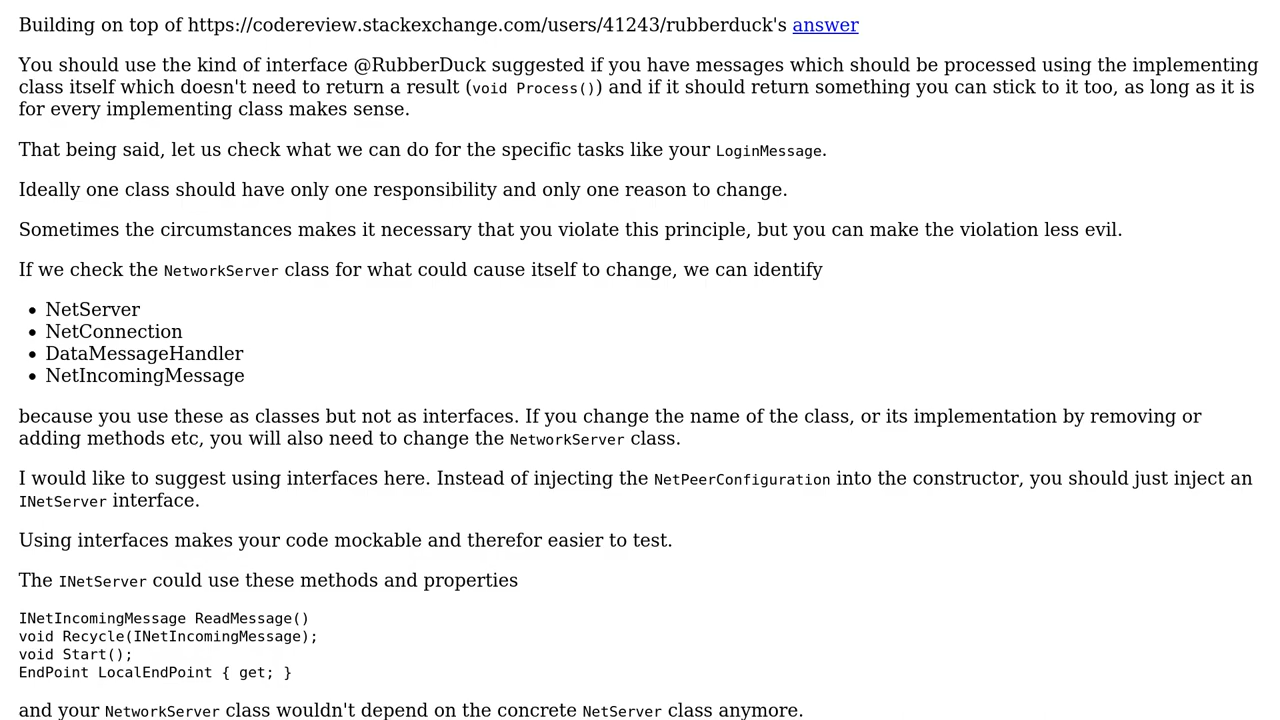 Building on top of https://codereview.stackexchange.com/users/41243/rubberduck's answer
You should use the kind of interface @RubberDuck suggested if you have messages which should be processed using the implementing
class itself which doesn't need to return a result (void Process()) and if it should return something you can stick to it too, as long as it is
for every implementing class makes sense.
That being said, let us check what we can do for the specific tasks like your LoginMessage.
Ideally one class should have only one responsibility and only one reason to change.
Sometimes the circumstances makes it necessary that you violate this principle, but you can make the violation less evil.
If we check the NetworkServer class for what could cause itself to change, we can identify
• NetServer
• NetConnection
• DataMessageHandler
• NetIncomingMessage
because you use these as classes but not as interfaces. If you change the name of the class, or its implementation by removing or
adding methods etc, you will also need to change the NetworkServer class.
I would like to suggest using interfaces here. Instead of injecting the NetPeerConfiguration into the constructor, you should just inject an
INetServer interface.
Using interfaces makes your code mockable and therefor easier to test.
The INetServer could use these methods and properties
INetIncomingMessage ReadMessage()
void Recycle(INetIncomingMessage);
void Start();
EndPoint LocalEndPoint { get; }
and your NetworkServer class wouldn't depend on the concrete NetServer class anymore.